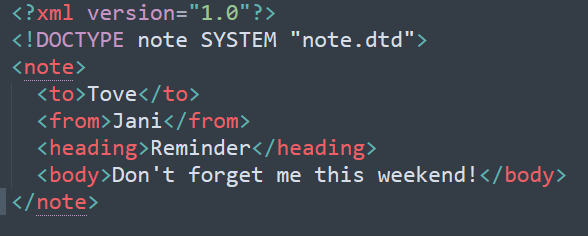 <?xml version="1.0"?>
<!DOCTYPE note SYSTEM "note.dtd">
<note>
  <to>Tove</to>
  <from>Jani</from>
  <heading>Reminder</heading>
  <body>Don't forget me this weekend!</body>
</note>